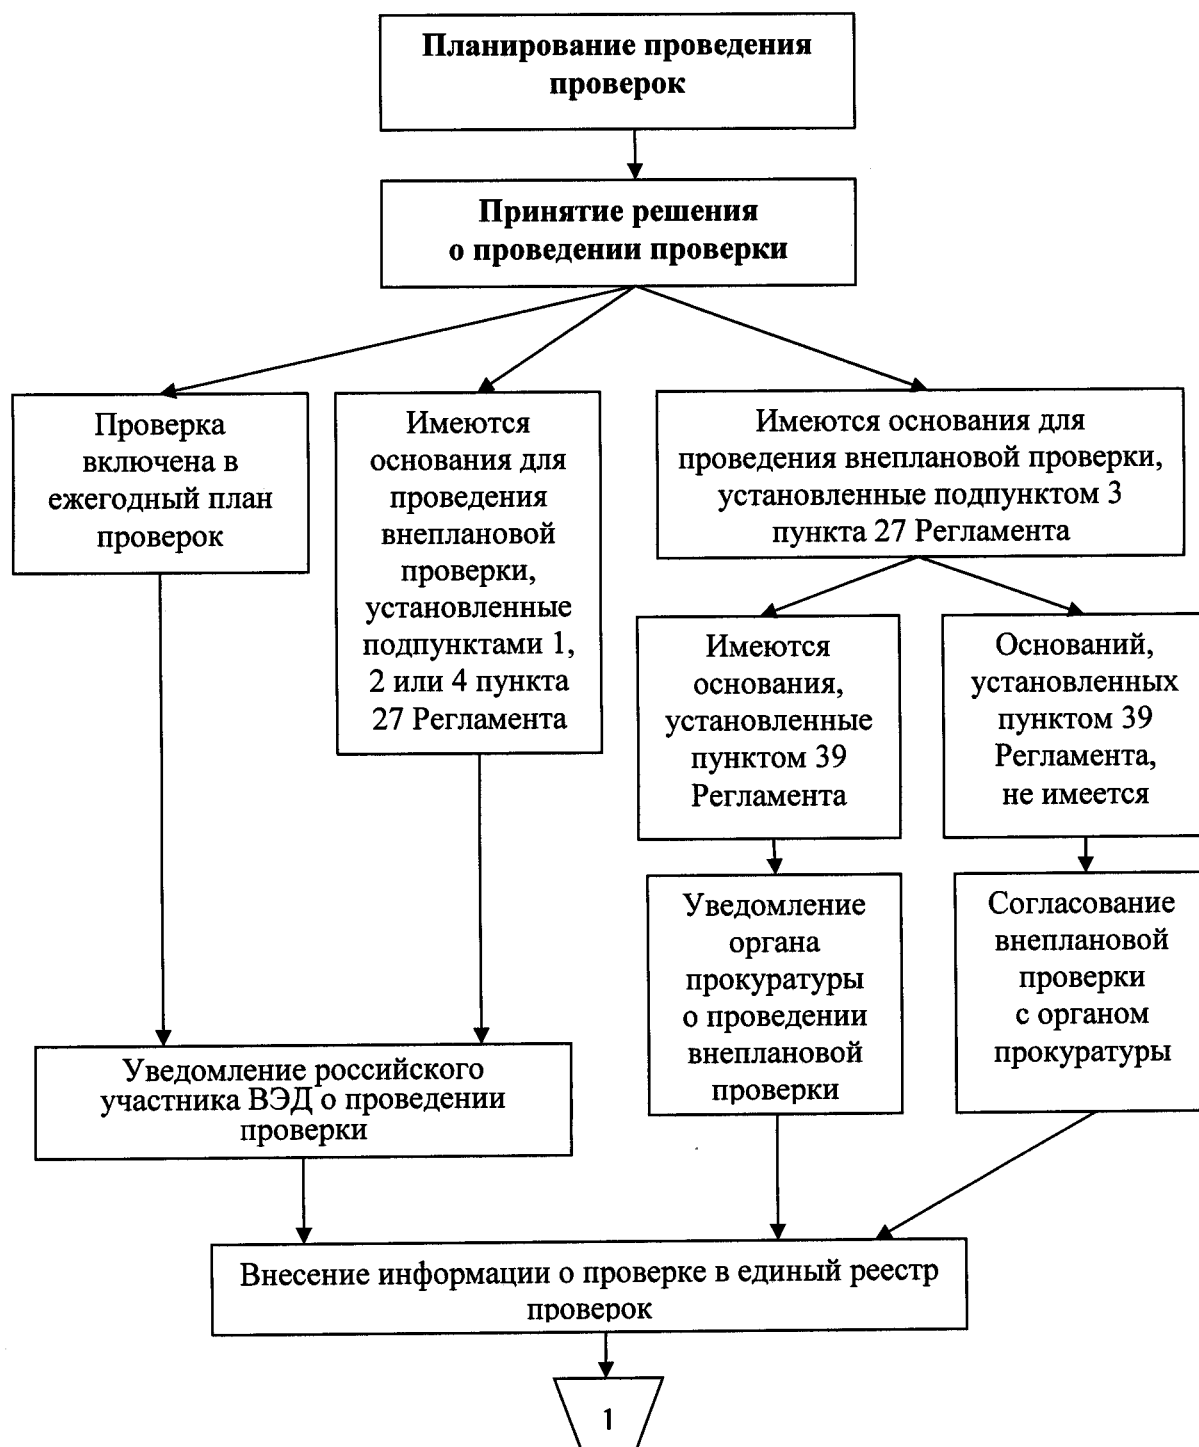 Планирование проведения
проверок
Принятие решения
о проведении проверки
Проверка
включена в
ежегодный план
проверок
Имеются
основания для
проведения
внеплановой
проверки,
установленные
подпунктами 1,
2 или 4 пункта
27 Регламента
Имеются основания для
проведения внеплановой проверки,
установленные подпунктом 3
пункта 27 Регламента
Имеются
основания,
установленные
пунктом 39
Регламента
Оснований,
установленных
пунктом 39
Регламента,
не имеется
Уведомление
органа
прокуратуры
о проведении
внеплановой
проверки
Согласование
внеплановой
проверки
с органом
прокуратуры
Уведомление российского
участника ВЭД о проведении
проверки
Внесение информации о проверке в единый реестр
проверок
1